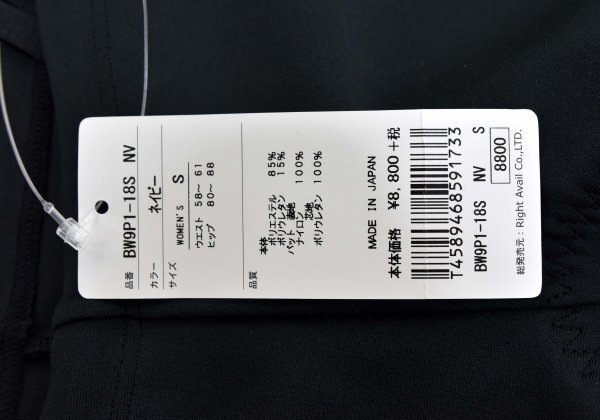 品番 BW9P1-18S NV
カラー ネイビー
サイズ WOMEN'S S
ウエスト 58～ 61
ヒップ 80～ 88
品質
本体
ポリエステル 85%
ポリウレタン 15%
パット 表地
ナイロン 100%
芯地
ポリウレタン 100%
MADE IN JAPAN
本体価格 ¥8,800+税
T4589468591733
BW9P1-18S NV S
総発売元：Right Avail Co.,LTD. 8800